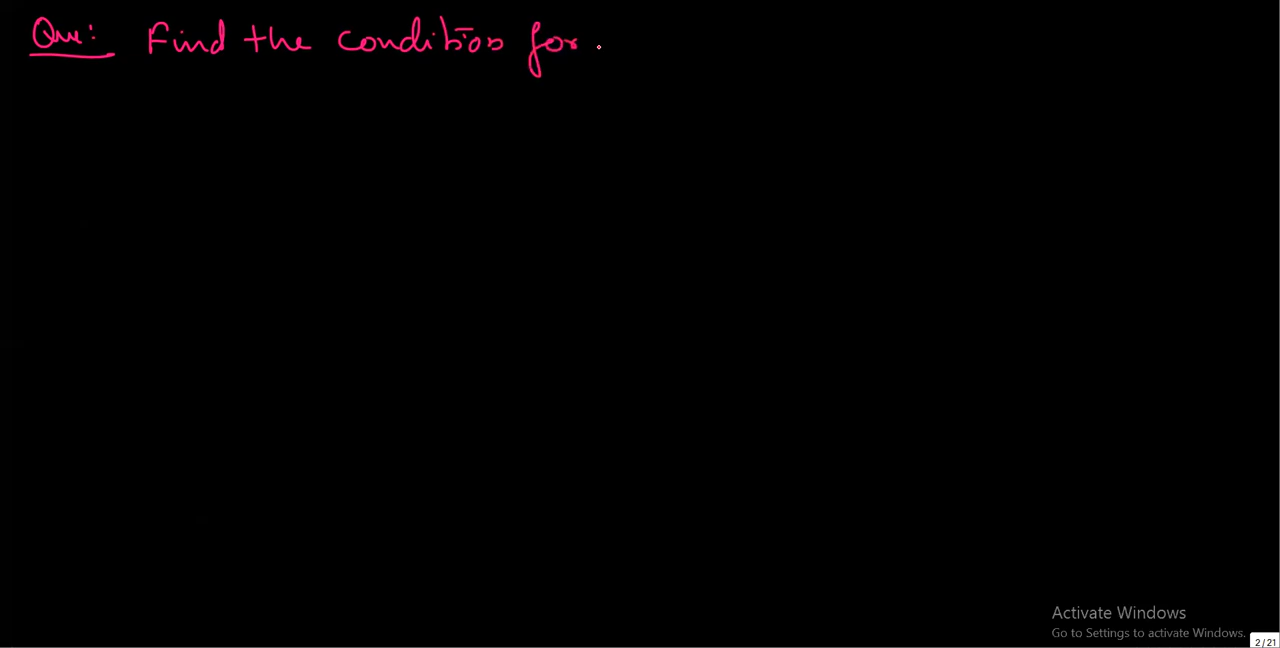 Que: Find the condition for
Activate Windows
Go to Settings to activate Windows.
2/21